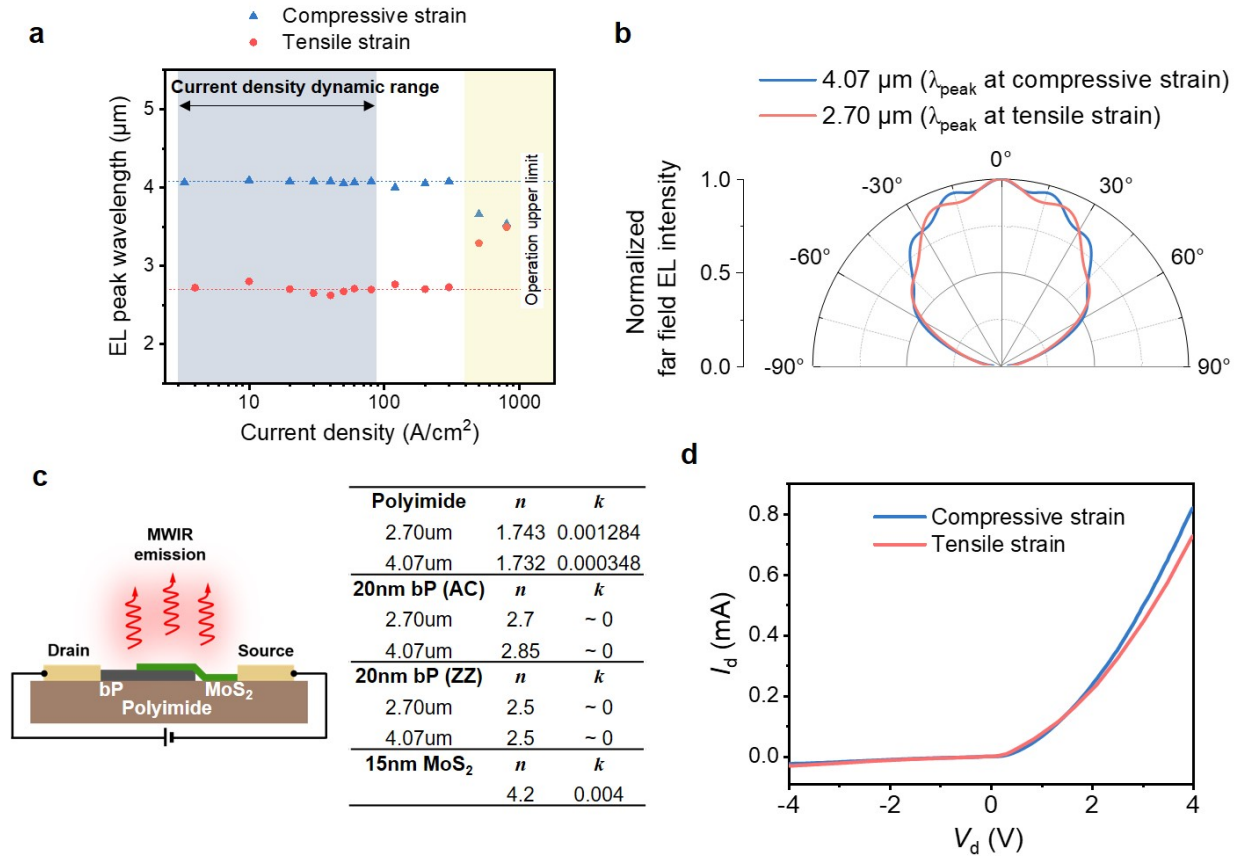 a
Compressive strain
Tensile strain
Current density dynamic range
Operation upper limit
EL peak wavelength (µm)
5
4
3
2
10
100
1000
Current density (A/cm²)
b
4.07 µm (λpeak at compressive strain)
2.70 µm (λpeak at tensile strain)
Normalized
far field EL intensity
1.0
0.5
0.0
-90°
-60°
-30°
0°
30°
60°
90°
c
MWIR
emission
Drain
Source
bP
MoS₂
Polyimide
Polyimide n k
2.70um 1.743 0.001284
4.07um 1.732 0.000348
20nm bP (AC) n k
2.70um 2.7 ~ 0
4.07um 2.85 ~ 0
20nm bP (ZZ) n k
2.70um 2.5 ~ 0
4.07um 2.5 ~ 0
15nm MoS₂ n k
4.2 0.004
d
Compressive strain
Tensile strain
Id (mA)
0.8
0.6
0.4
0.2
0.0
-4
-2
0
2
4
Vd (V)